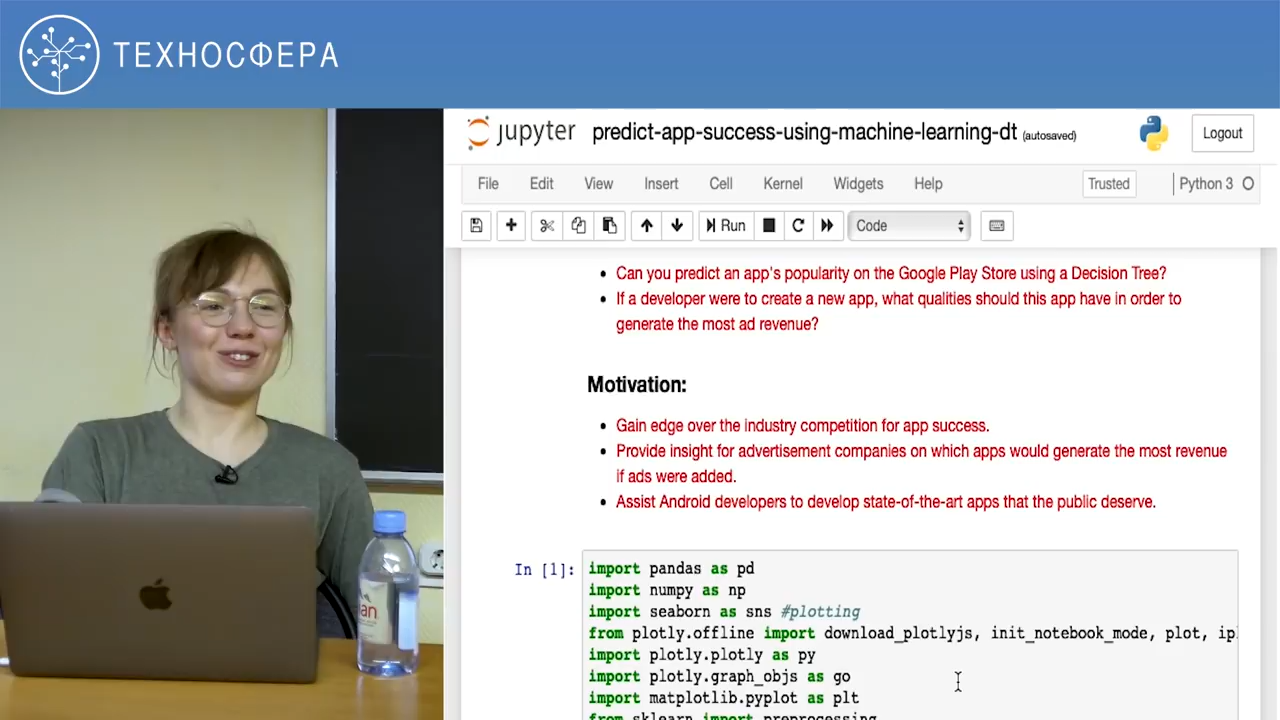 ТЕХНОСФЕРА
jupyter predict-app-success-using-machine-learning-dt (autosaved)
Logout
File Edit View Insert Cell Kernel Widgets Help
Trusted
Python 3
Run
Code
Can you predict an app's popularity on the Google Play Store using a Decision Tree?
If a developer were to create a new app, what qualities should this app have in order to
generate the most ad revenue?
Motivation:
Gain edge over the industry competition for app success.
Provide insight for advertisement companies on which apps would generate the most revenue
if ads were added.
Assist Android developers to develop state-of-the-art apps that the public deserve.
In [1]:
import pandas as pd
import numpy as np
import seaborn as sns #plotting
from plotly.offline import download_plotlyjs, init_notebook_mode, plot, ip
import plotly.plotly as py
import plotly.graph_objs as go
import matplotlib.pyplot as plt
from sklearn import preprocessing